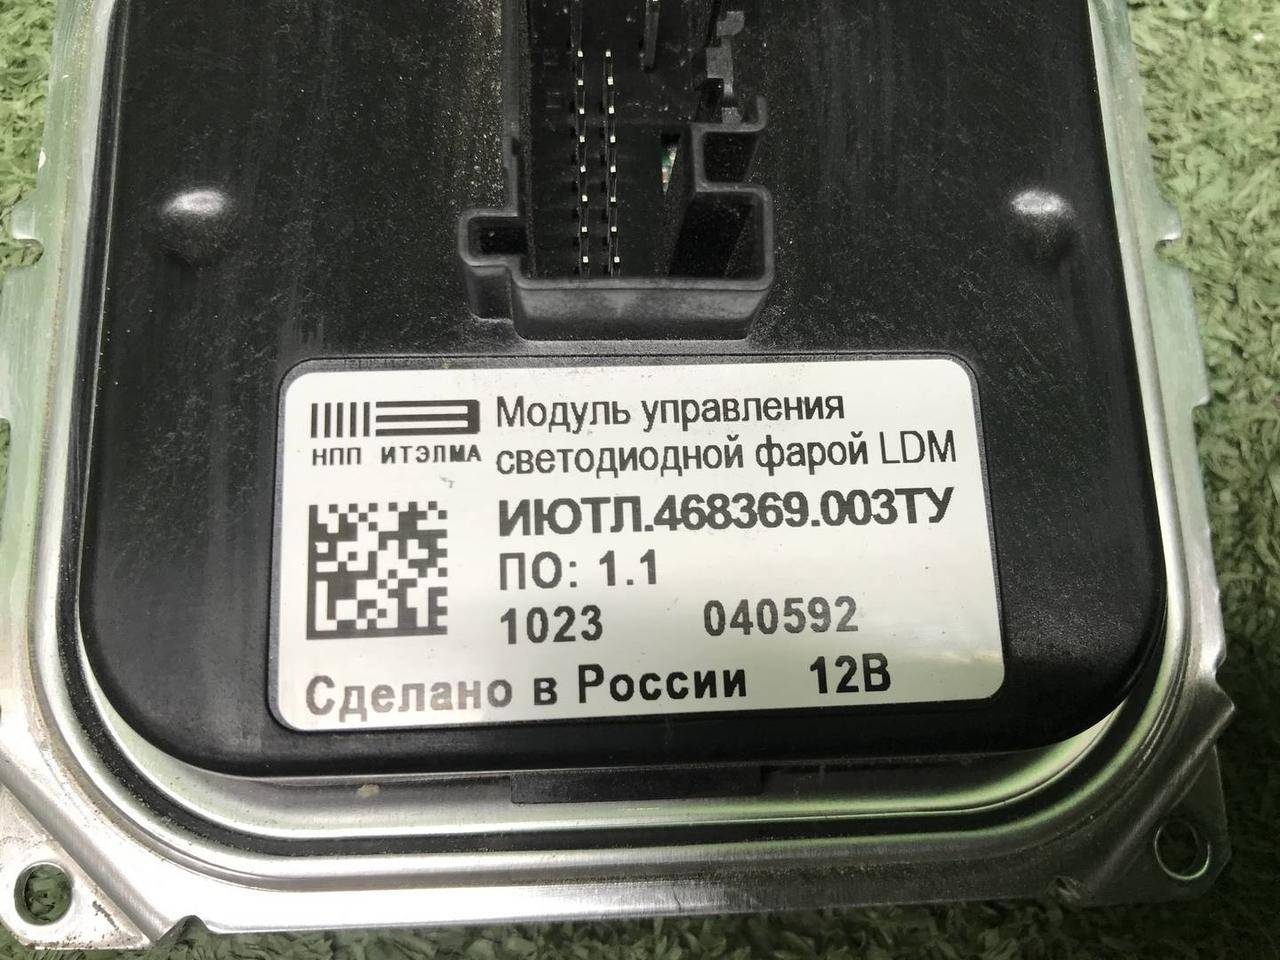 НПП ИТЭЛМА
Модуль управления
светодиодной фарой LDM
ИЮТЛ.468369.003ТУ
ПО: 1.1
1023 040592
Сделано в России 12В